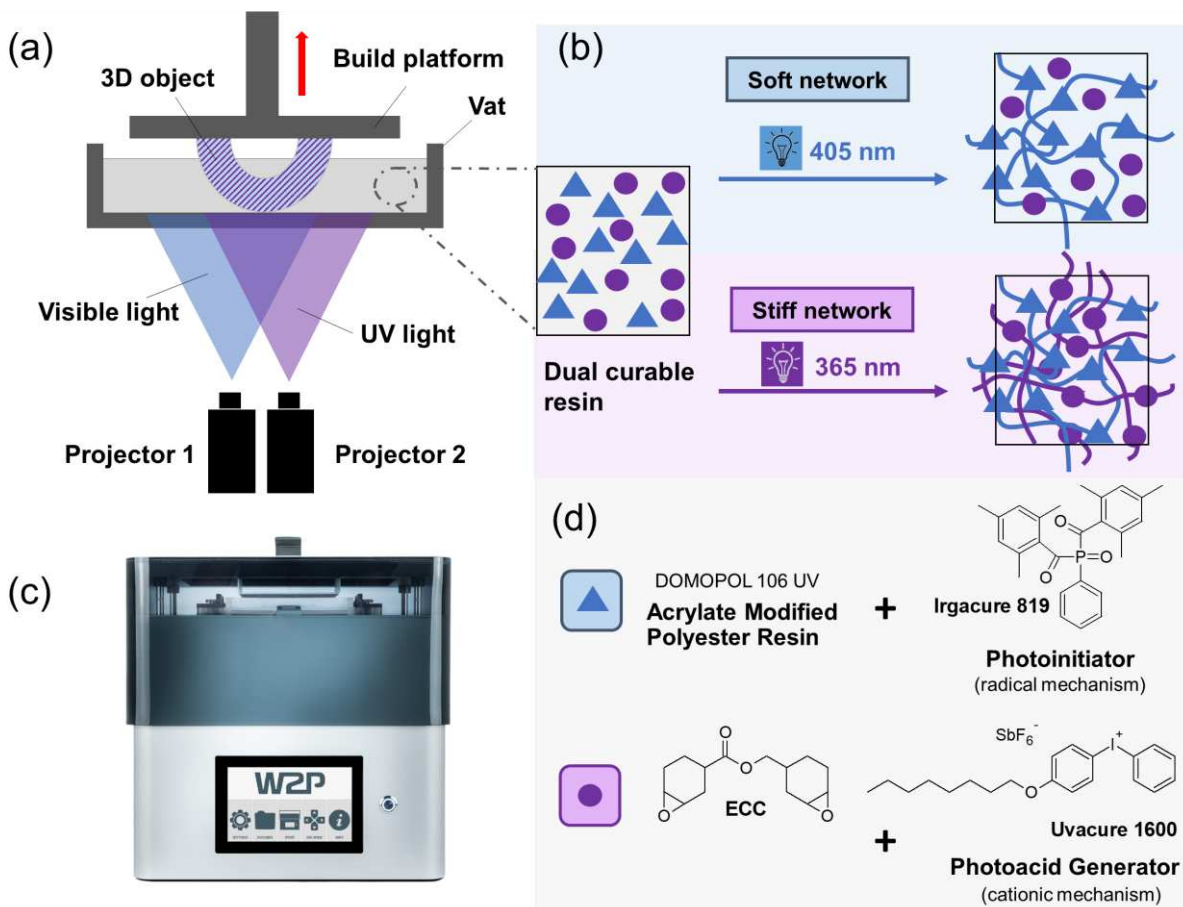 (a)
3D object
Build platform
Vat
Visible light
UV light
Projector 1
Projector 2
(b)
Soft network
405 nm
Dual curable
resin
Stiff network
365 nm
(c)
W2P
(d)
DOMOPOL 106 UV
Acrylate Modified
Polyester Resin
+
Irgacure 819
O
O
P
O
Photoinitiator
(radical mechanism)
O
O
O
O
ECC
+
SbF6-
I+
O
Uvacure 1600
Photoacid Generator
(cationic mechanism)